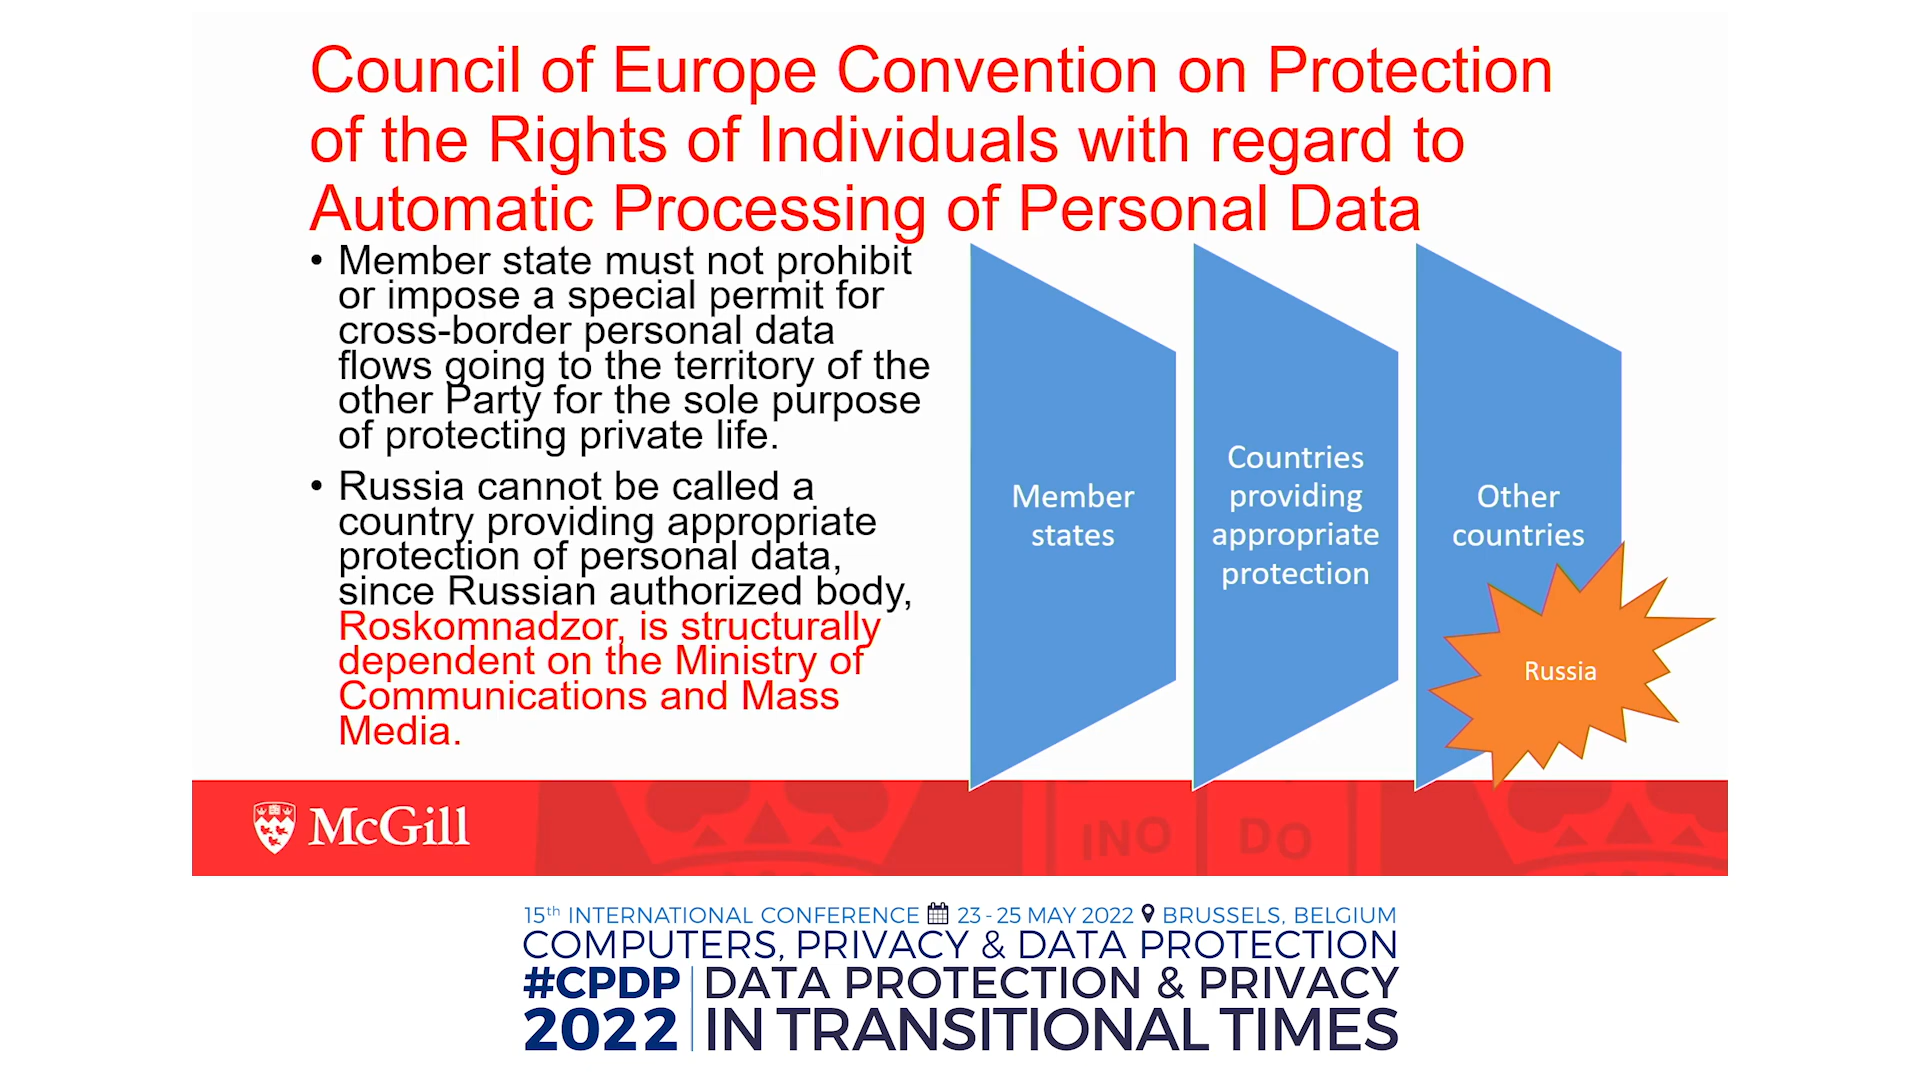 Council of Europe Convention on Protection
of the Rights of Individuals with regard to
Automatic Processing of Personal Data
• Member state must not prohibit
or impose a special permit for
cross-border personal data
flows going to the territory of the
other Party for the sole purpose
of protecting private life.
• Russia cannot be called a
country providing appropriate
protection of personal data,
since Russian authorized body,
Roskomnadzor, is structurally
dependent on the Ministry of
Communications and Mass
Media.
Member
states
Countries
providing
appropriate
protection
Other
countries
Russia
McGill
INO DO
15th INTERNATIONAL CONFERENCE 23-25 MAY 2022 BRUSSELS, BELGIUM
COMPUTERS, PRIVACY & DATA PROTECTION
#CPDP DATA PROTECTION & PRIVACY
2022 IN TRANSITIONAL TIMES